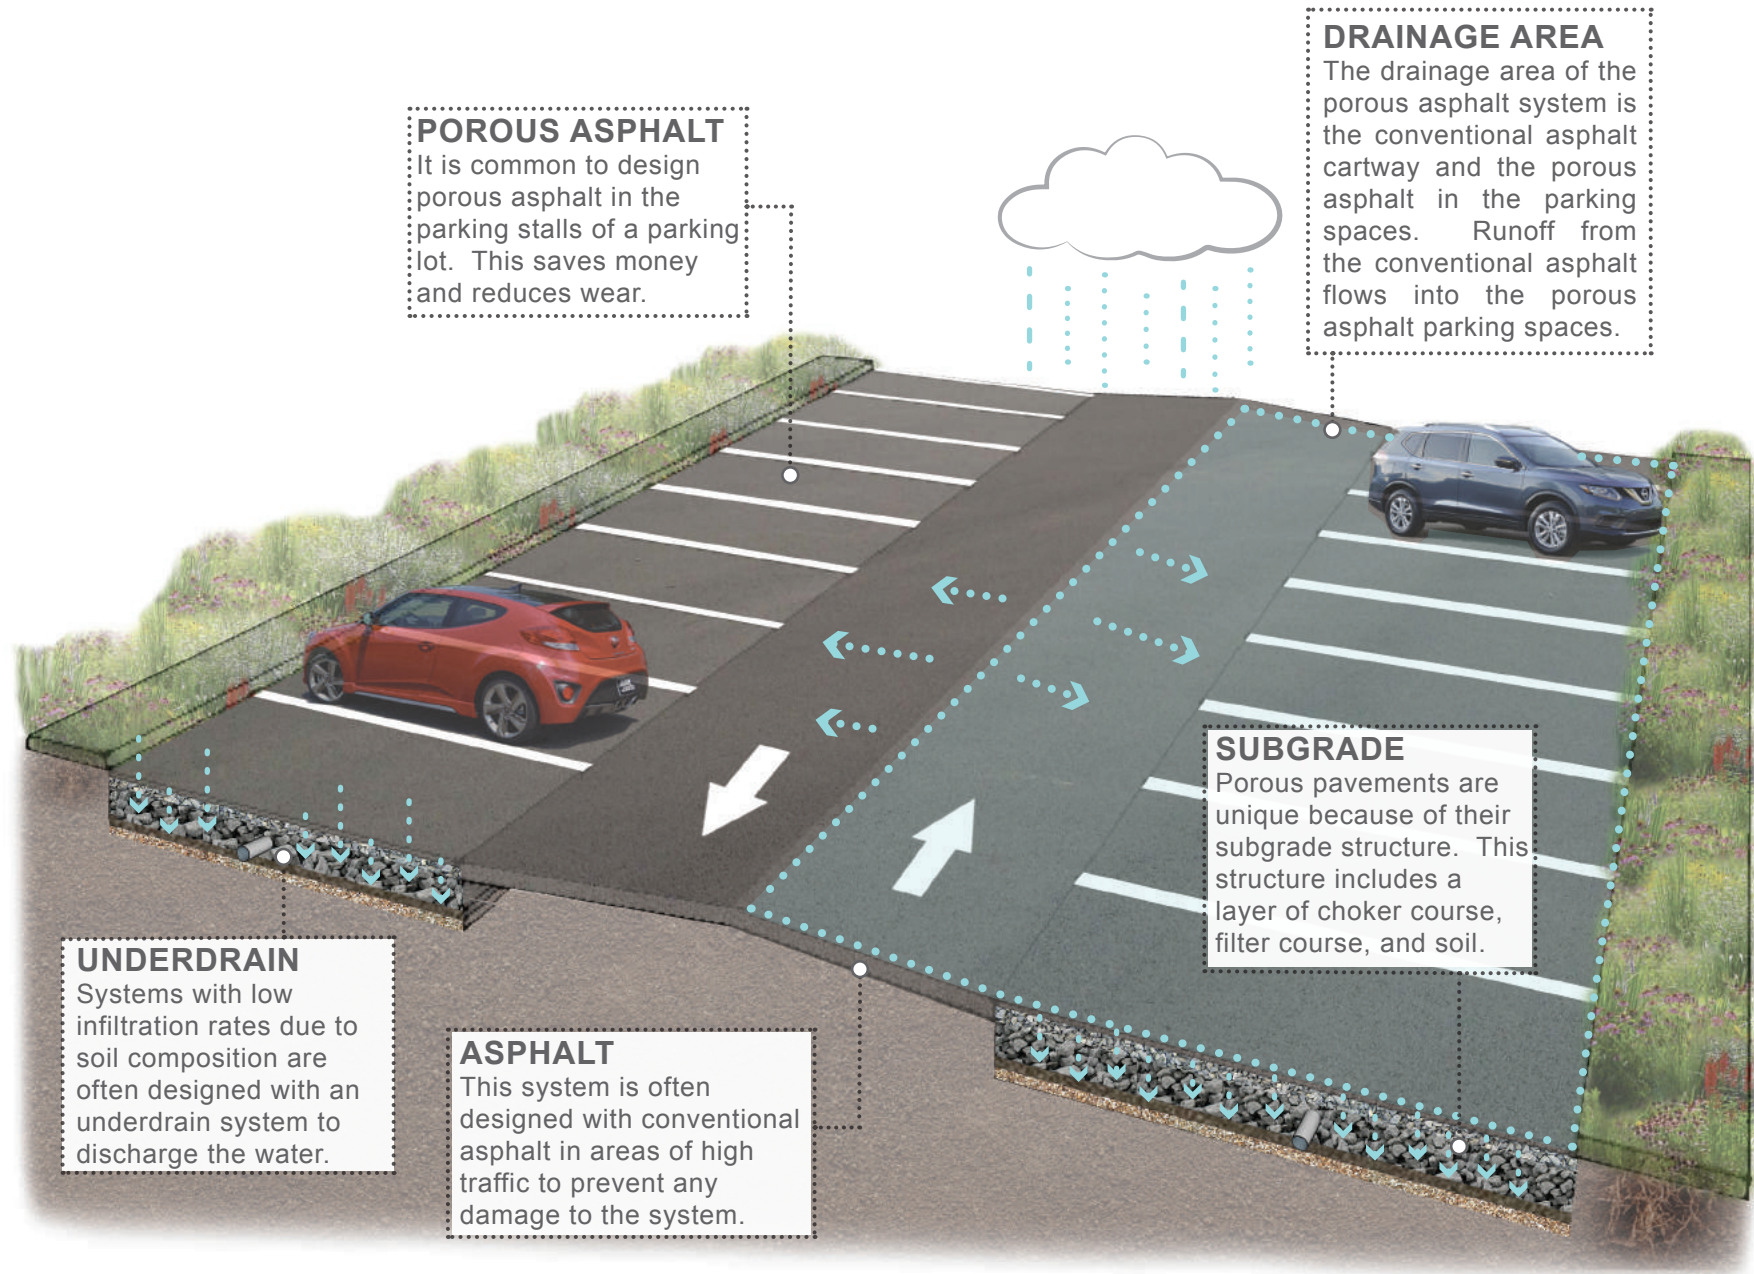 DRAINAGE AREA
The drainage area of the
porous asphalt system is
the conventional asphalt
cartway and the porous
asphalt in the parking
spaces. Runoff from
the conventional asphalt
flows into the porous
asphalt parking spaces.
POROUS ASPHALT
It is common to design
porous asphalt in the
parking stalls of a parking
lot. This saves money
and reduces wear.
SUBGRADE
Porous pavements are
unique because of their
subgrade structure. This
structure includes a
layer of choker course,
filter course, and soil.
UNDERDRAIN
Systems with low
infiltration rates due to
soil composition are
often designed with an
underdrain system to
discharge the water.
ASPHALT
This system is often
designed with conventional
asphalt in areas of high
traffic to prevent any
damage to the system.